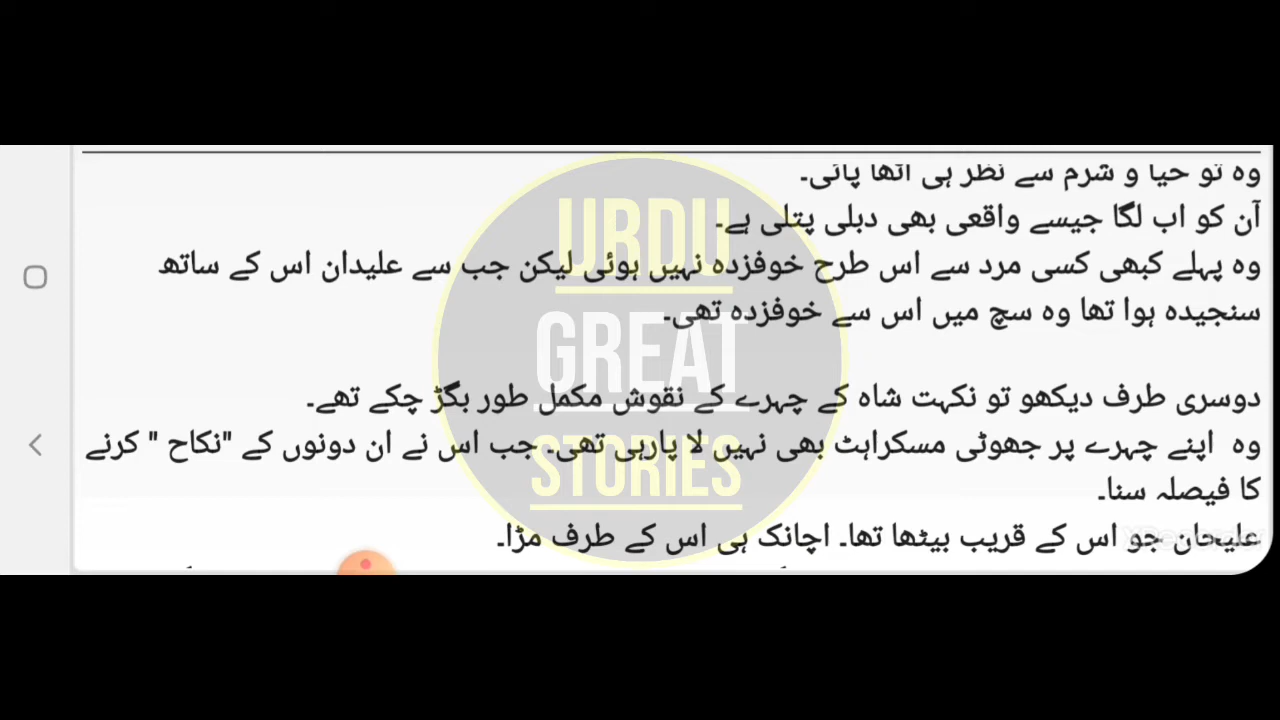 وہ تو حیا و شرم سے نظر ہی اٹھا پائی۔
آن کو اب لگا جیسے واقعی بھی دبلی پتلی ہے۔
وہ پہلے کبھی کسی مرد سے اس طرح خوفزدہ نہیں ہوئی لیکن جب سے علیدان اس کے ساتھ
سنجیدہ ہوا تھا وہ سچ میں اس سے خوفزدہ تھی۔
دوسری طرف دیکھو تو نکہت شاہ کے چہرے کے نقوش مکمل طور بگڑ چکے تھے۔
وہ اپنے چہرے پر جھوٹی مسکراہٹ بھی نہیں لا پارہی تھی۔ جب اس نے ان دونوں کے "نکاح " کرنے
کا فیصلہ سنا۔
علیحان جو اس کے قریب بیٹھا تھا۔ اچانک ہی اس کے طرف مڑا۔
URDU
GREAT
STORIES
XRecorder